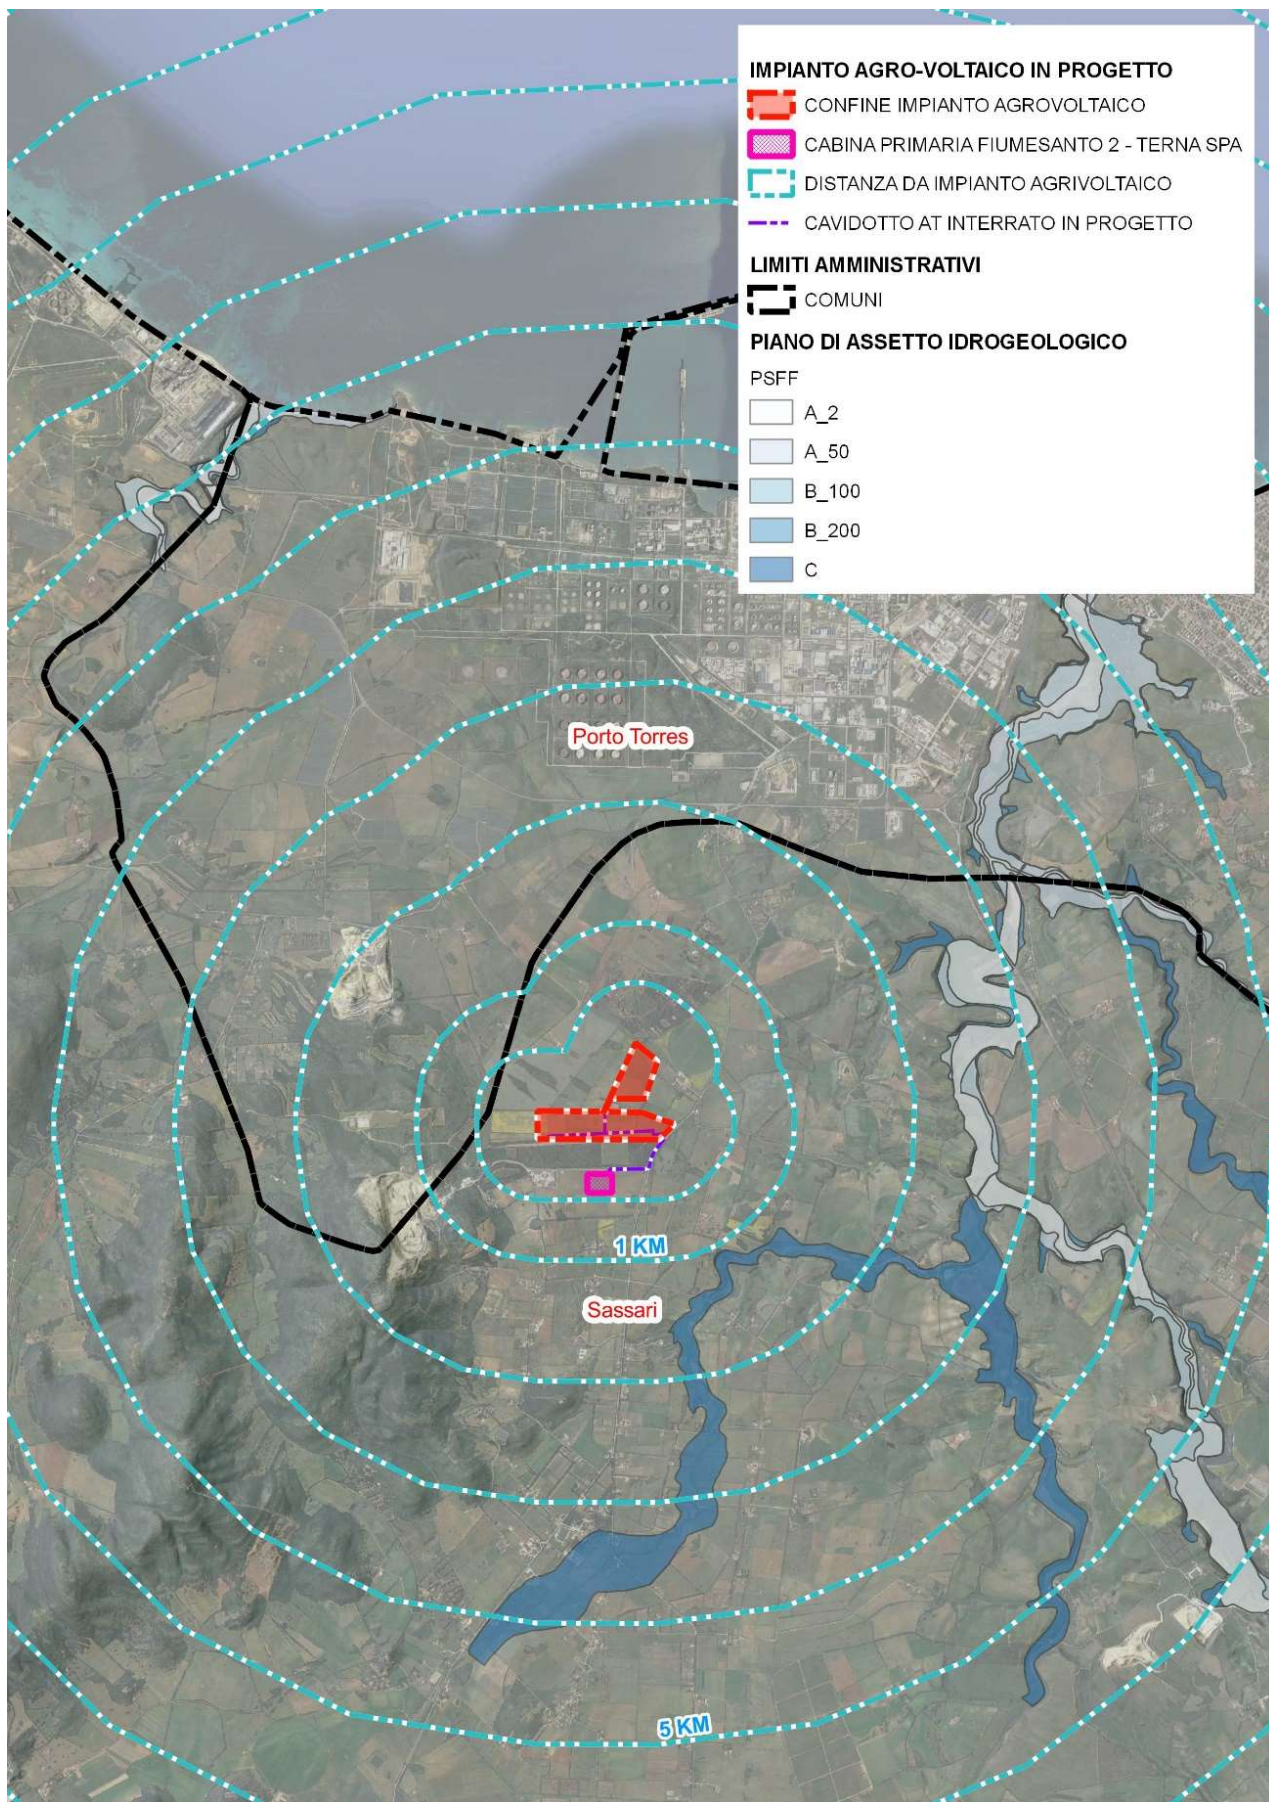 IMPIANTO AGRO-VOLTAICO IN PROGETTO
CONFINE IMPIANTO AGROVOLTAICO
CABINA PRIMARIA FIUMESANTO 2 - TERNA SPA
DISTANZA DA IMPIANTO AGRIVOLTAICO
CAVIDOTTO AT INTERRATO IN PROGETTO
LIMITI AMMINISTRATIVI
COMUNI
PIANO DI ASSETTO IDROGEOLOGICO
PSFF
A_2
A_50
B_100
B_200
C
Porto Torres
1 KM
Sassari
5 KM